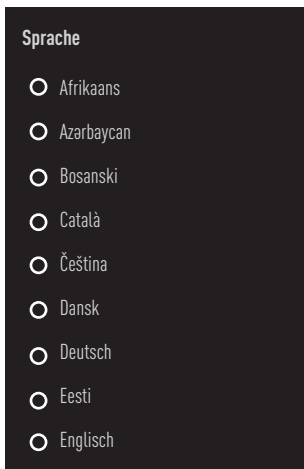 Sprache
Afrikaans
Azərbaycan
Bosanski
Català
Čeština
Dansk
Deutsch
Eesti
Englisch